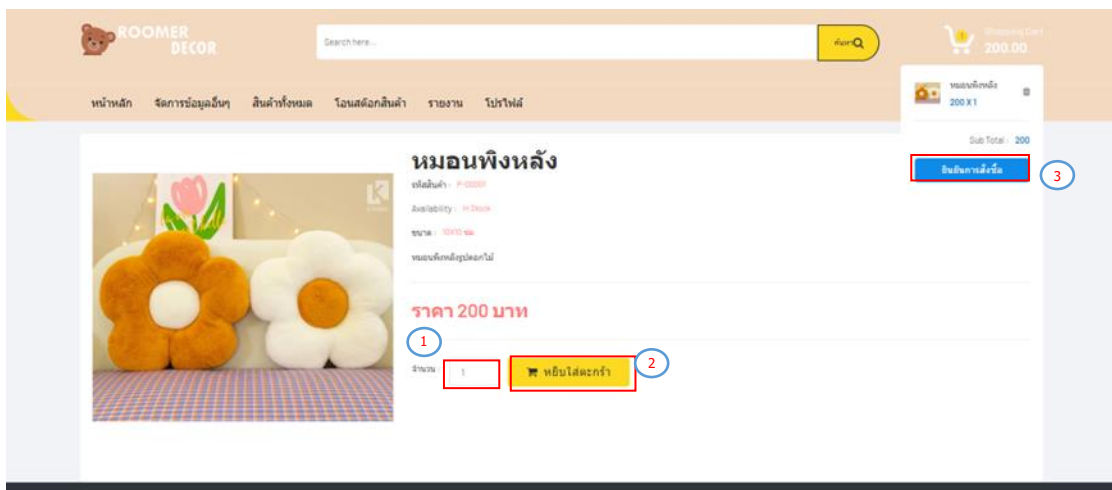 ROOMER
DECOR
Search here...
ค้นหา
Shopping Cart
200.00
หน้าหลัก จัดการข้อมูลอื่นๆ สินค้าทั้งหมด โอนสต๊อกสินค้า รายงาน โปรไฟล์
หมอนพิงหลัง
200 X 1
Sub Total : 200
ยืนยันการสั่งซื้อ
3
หมอนพิงหลัง
รหัสสินค้า : P-00001
Availability : In Stock
ขนาด : 10X10 ซม.
หมอนพิงหลังรูปดอกไม้
ราคา 200 บาท
1
จำนวน 1
หยิบใส่ตะกร้า
2
K